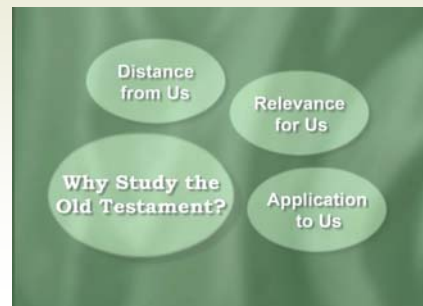 Distance
from Us
Relevance
for Us
Why Study the
Old Testament?
Application
to Us